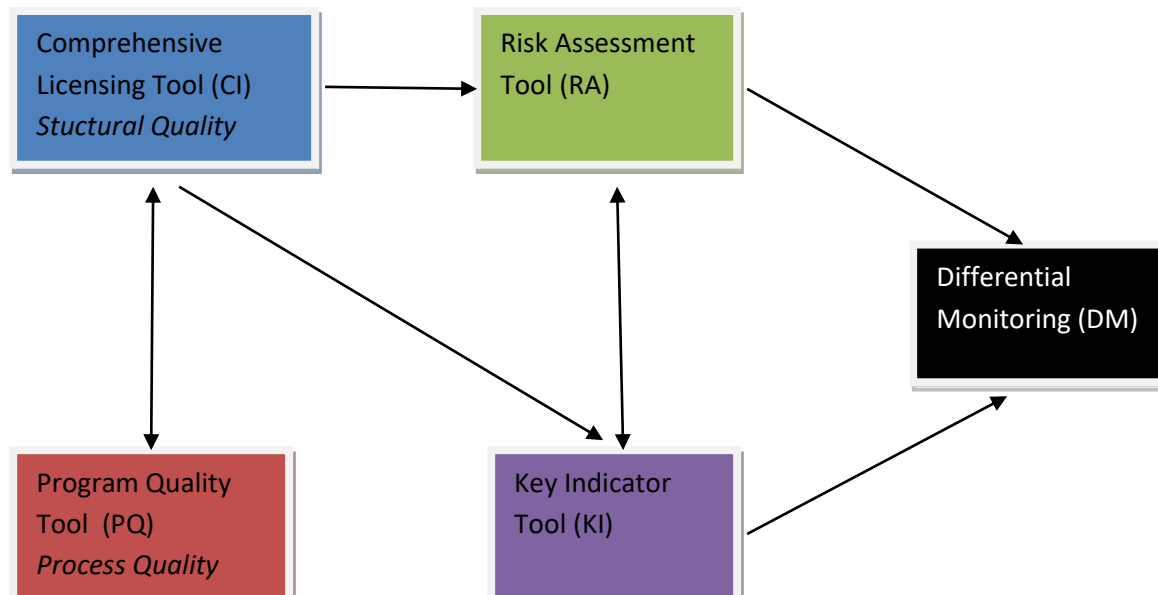 Comprehensive
Licensing Tool (CI)
Stuctural Quality
Risk Assessment
Tool (RA)
Differential
Monitoring (DM)
Program Quality
Tool  (PQ)
Process Quality
Key Indicator
Tool (KI)